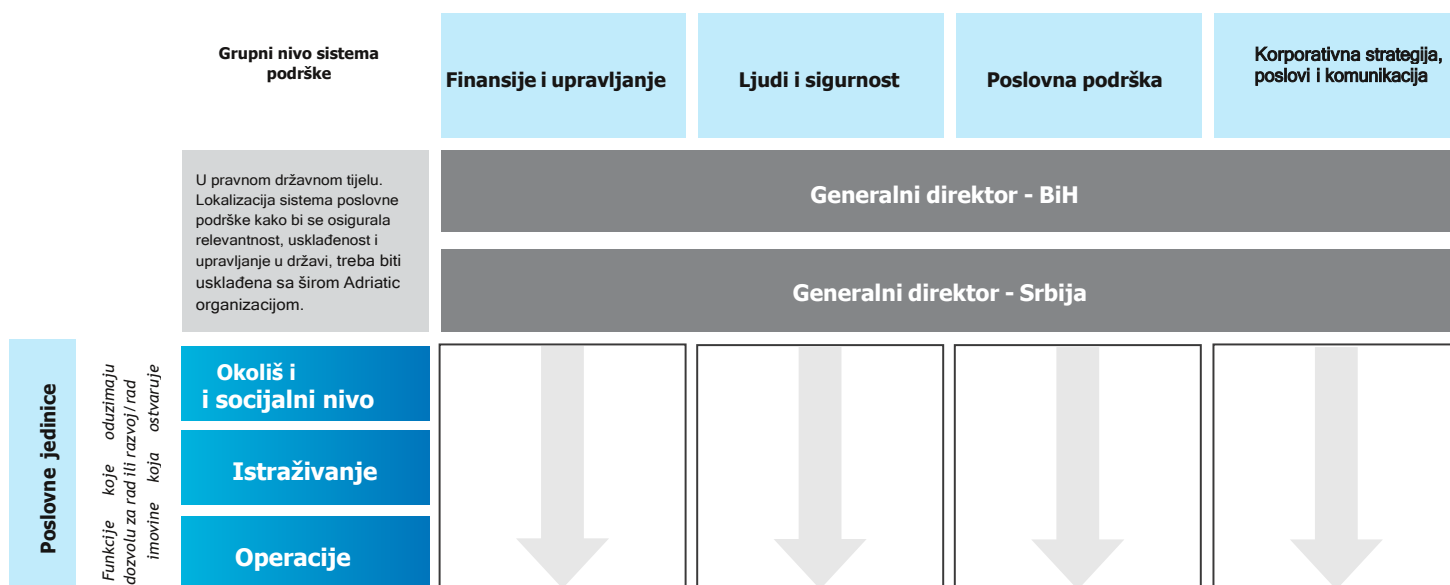 Grupni nivo sistema
podrške
Finansije i upravljanje
Ljudi i sigurnost
Poslovna podrška
Korporativna strategija,
poslovi i komunikacija
U pravnom državnom tijelu.
Lokalizacija sistema poslovne
podrške kako bi se osigurala
relevantnost, usklađenost i
upravljanje u državi, treba biti
usklađena sa širom Adriatic
organizacijom.
Generalni direktor - BiH
Generalni direktor - Srbija
Poslovne jedinice
Funkcije koje oduzimaju
dozvolu za rad ili razvoj/rad
imovine koja ostvaruje
Okoliš i
i socijalni nivo
Istraživanje
Operacije